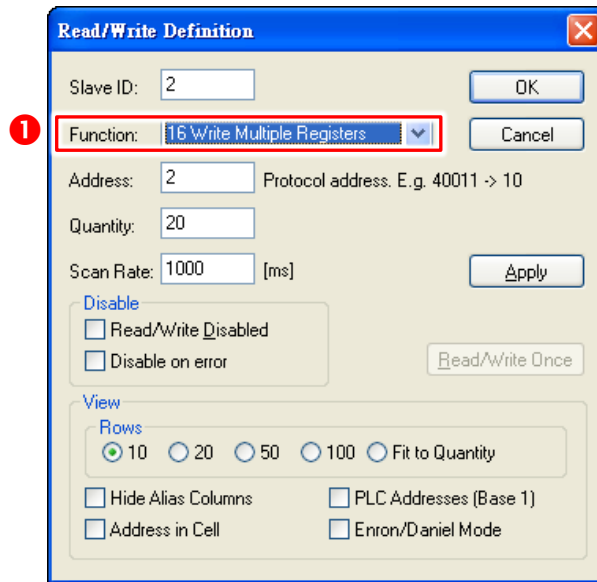 Read/Write Definition
Slave ID: 2 OK
1 Function: 16 Write Multiple Registers Cancel
Address: 2 Protocol address. E.g. 40011 -> 10
Quantity: 20
Scan Rate: 1000 [ms] Apply
Disable
Read/Write Disabled
Disable on error Read/Write Once
View
Rows
10 20 50 100 Fit to Quantity
Hide Alias Columns PLC Addresses (Base 1)
Address in Cell Enron/Daniel Mode